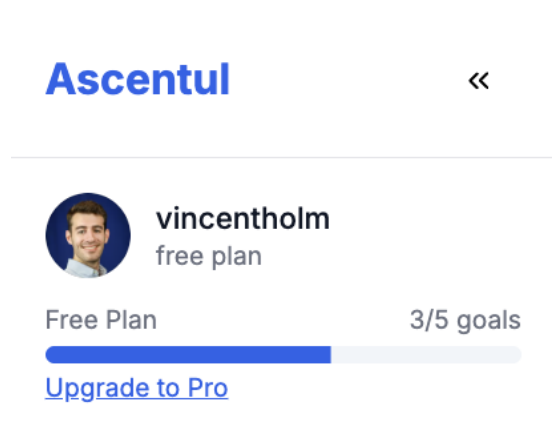 Ascentul
vincentholm
free plan
Free Plan 3/5 goals
Upgrade to Pro